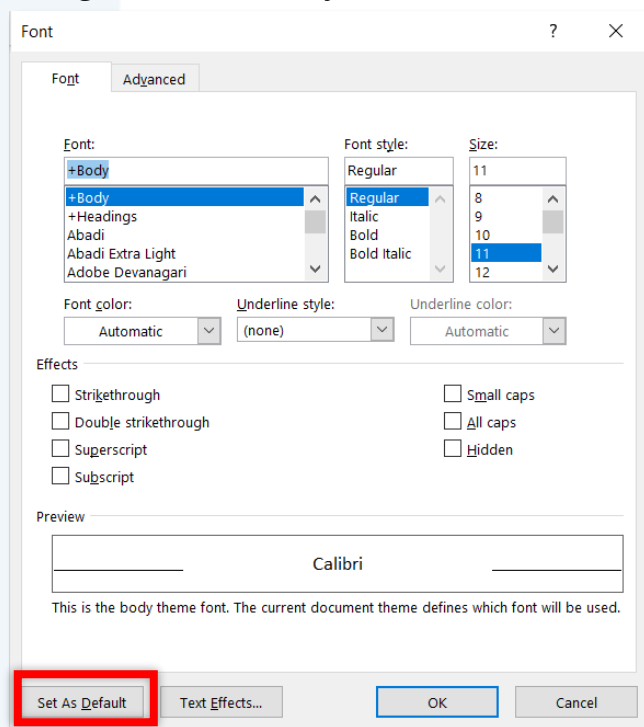 Font ? ×
Font Advanced
Font: Font style: Size:
+Body Regular 11
+Body Regular 8
+Headings Italic 9
Abadi Bold 10
Abadi Extra Light Bold Italic 11
Adobe Devanagari 12
Font color: Underline style: Underline color:
Automatic (none) Automatic
Effects
Strikethrough Small caps
Double strikethrough All caps
Superscript Hidden
Subscript
Preview
Calibri
This is the body theme font. The current document theme defines which font will be used.
Set As Default Text Effects... OK Cancel